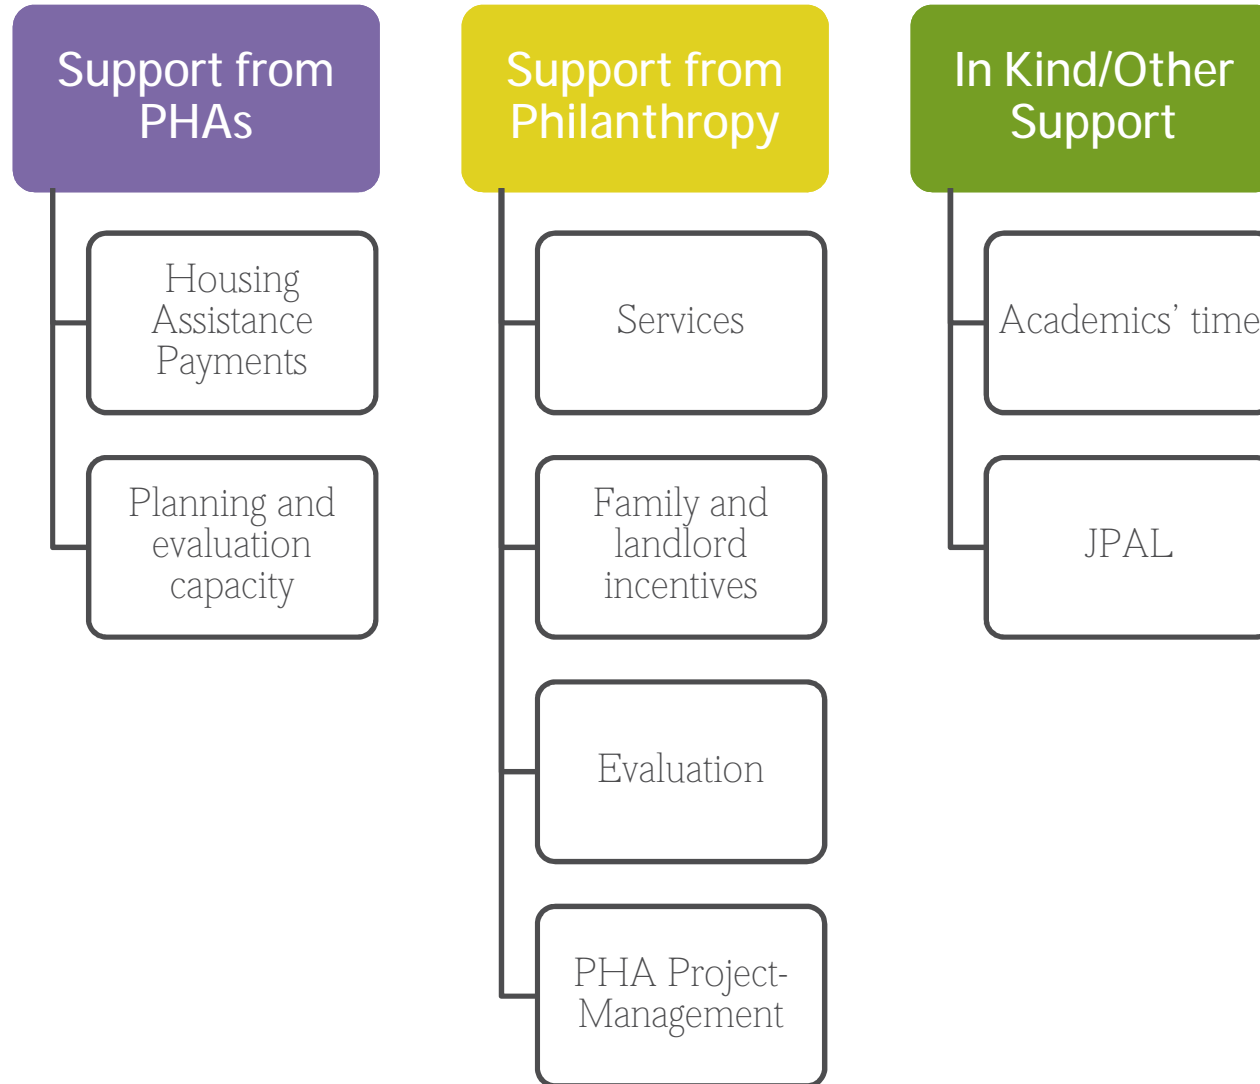 Support from
PHAs
Housing
Assistance
Payments
Planning and
evaluation
capacity
Support from
Philanthropy
Services
Family and
landlord
incentives
Evaluation
PHA Project-
Management
In Kind/Other
Support
Academics’ time
JPAL